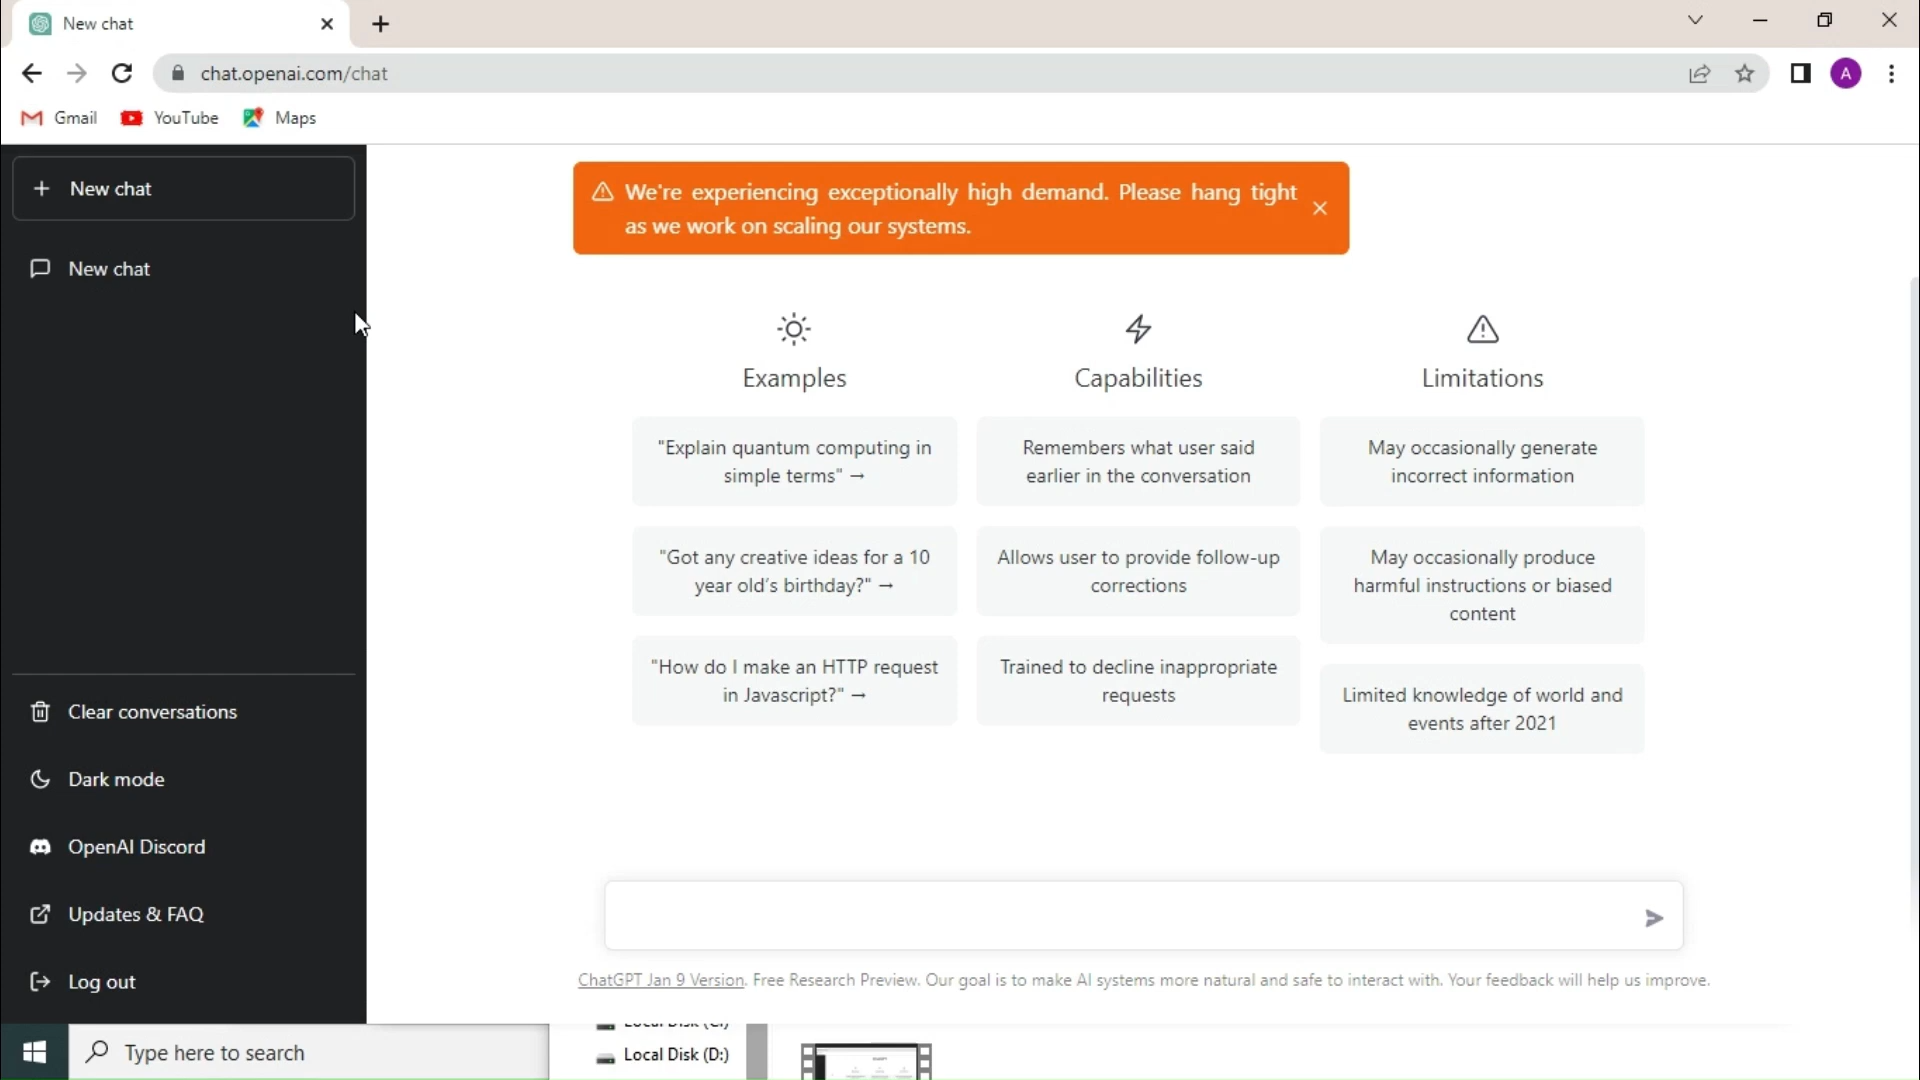 New chat
chat.openai.com/chat
A
Gmail
YouTube
Maps
New chat
New chat
Clear conversations
Dark mode
OpenAI Discord
Updates & FAQ
Log out
We're experiencing exceptionally high demand. Please hang tight
as we work on scaling our systems.
Examples
"Explain quantum computing in
simple terms" →
"Got any creative ideas for a 10
year old's birthday?" →
"How do I make an HTTP request
in Javascript?" →
Capabilities
Remembers what user said
earlier in the conversation
Allows user to provide follow-up
corrections
Trained to decline inappropriate
requests
Limitations
May occasionally generate
incorrect information
May occasionally produce
harmful instructions or biased
content
Limited knowledge of world and
events after 2021
ChatGPT Jan 9 Version. Free Research Preview. Our goal is to make AI systems more natural and safe to interact with. Your feedback will help us improve.
Local Disk (C:)
Local Disk (D:)
Type here to search